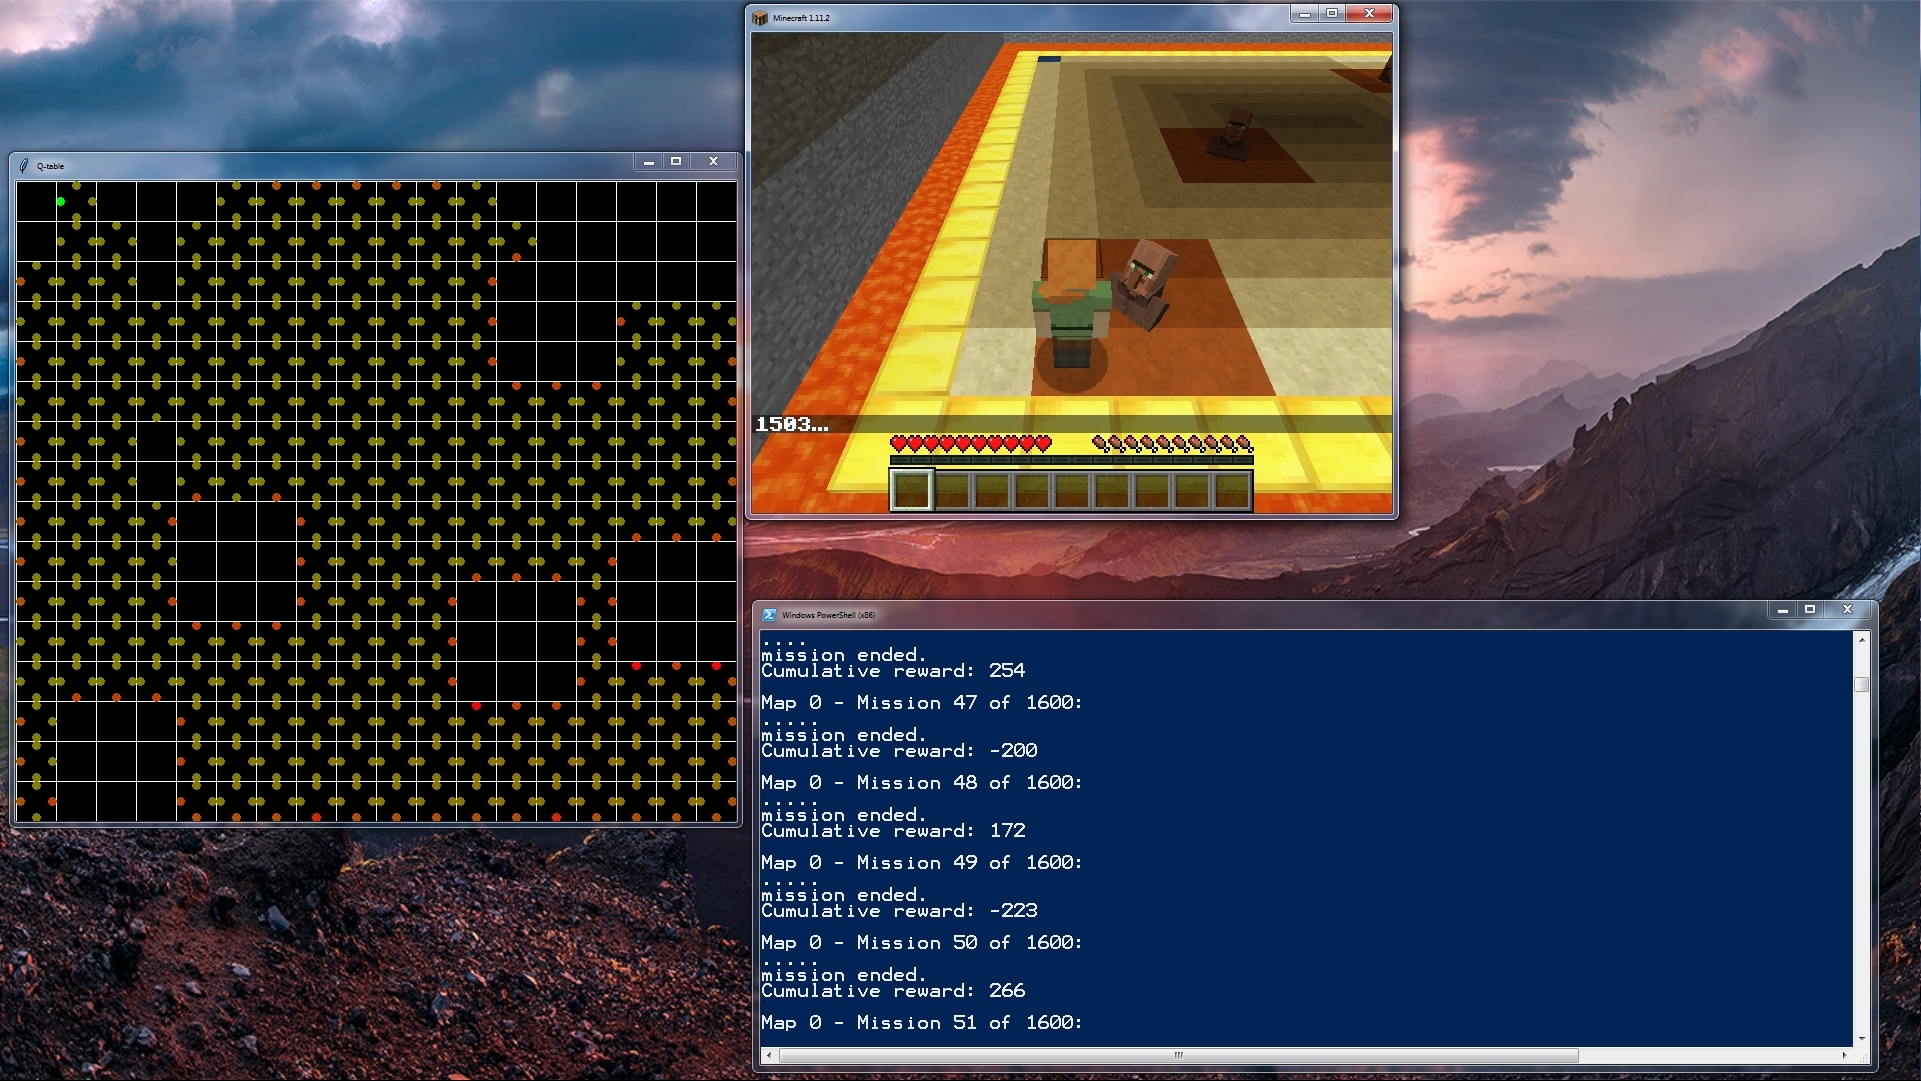 Minecraft 1.11.2
Q-table
1503...
Windows PowerShell (x86)
....
mission ended.
Cumulative reward: 254
Map 0 - Mission 47 of 1600:
.....
mission ended.
Cumulative reward: -200
Map 0 - Mission 48 of 1600:
.....
mission ended.
Cumulative reward: 172
Map 0 - Mission 49 of 1600:
.....
mission ended.
Cumulative reward: -223
Map 0 - Mission 50 of 1600:
.....
mission ended.
Cumulative reward: 266
Map 0 - Mission 51 of 1600: